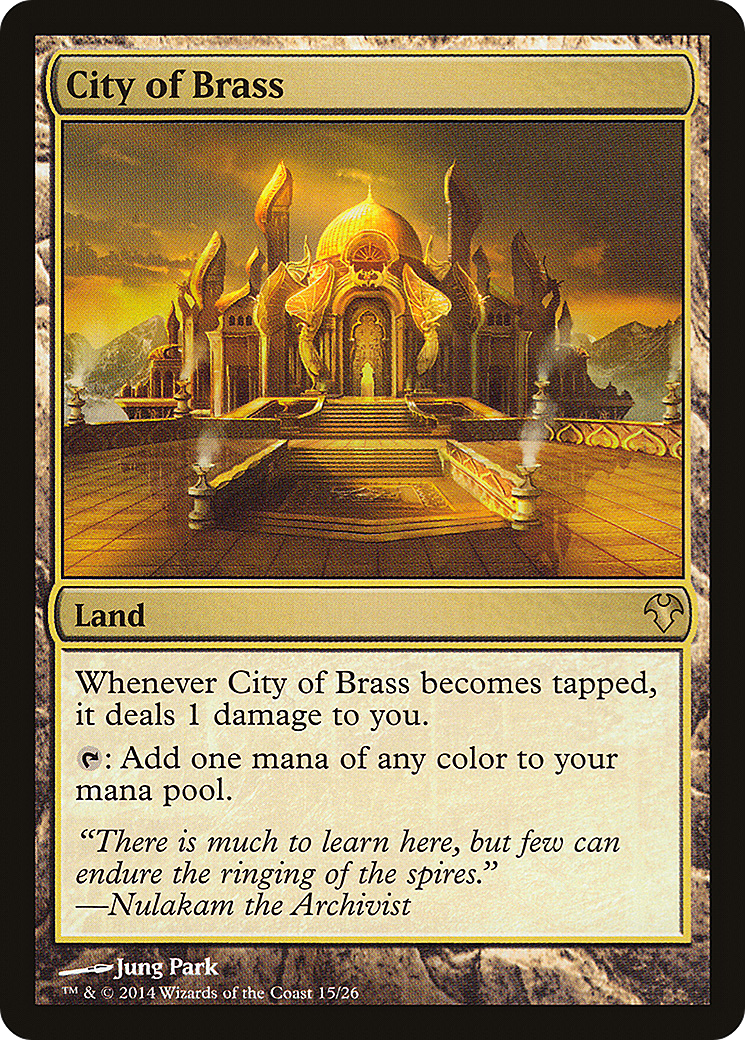 City of Brass
Land
Whenever City of Brass becomes tapped,
it deals 1 damage to you.
: Add one mana of any color to your
mana pool.
“There is much to learn here, but few can
endure the ringing of the spires.”
—Nulakam the Archivist
Jung Park
™ & © 2014 Wizards of the Coast 15/26